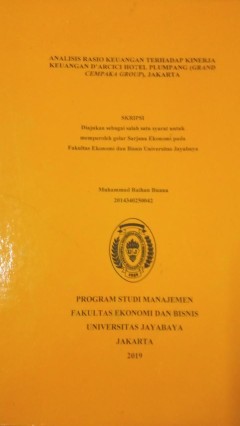 ANALISIS RASIO KEUANGAN TERHADAP KINERJA
KEUANGAN D'ARCICI HOTEL PLUMPANG (GRAND
CEMPAKA GROUP), JAKARTA
SKRIPSI
Diajukan sebagai salah satu syarat untuk
memperoleh gelar Sarjana Ekonomi pada
Fakultas Ekonomi dan Bisnis Universitas Jayabaya
Muhammad Raihan
PROGRAM STUDI MANAJEMEN
FAKULTAS EKONOMI DAN BISNIS
UNIVERSITAS JAYABAYA
JAKARTA
2019